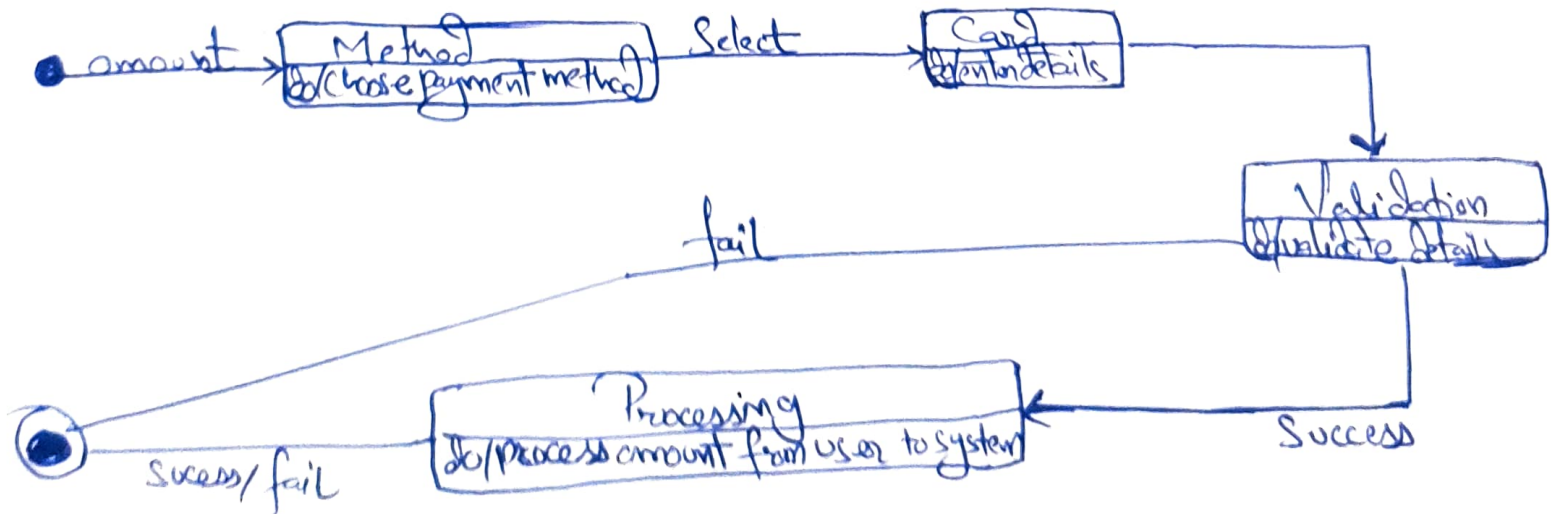 amount
Method
do/choose payment method
Select
Card
do/enter details
Validation
do/validate details
fail
Processing
do/process amount from user to system
Success
sucess/fail